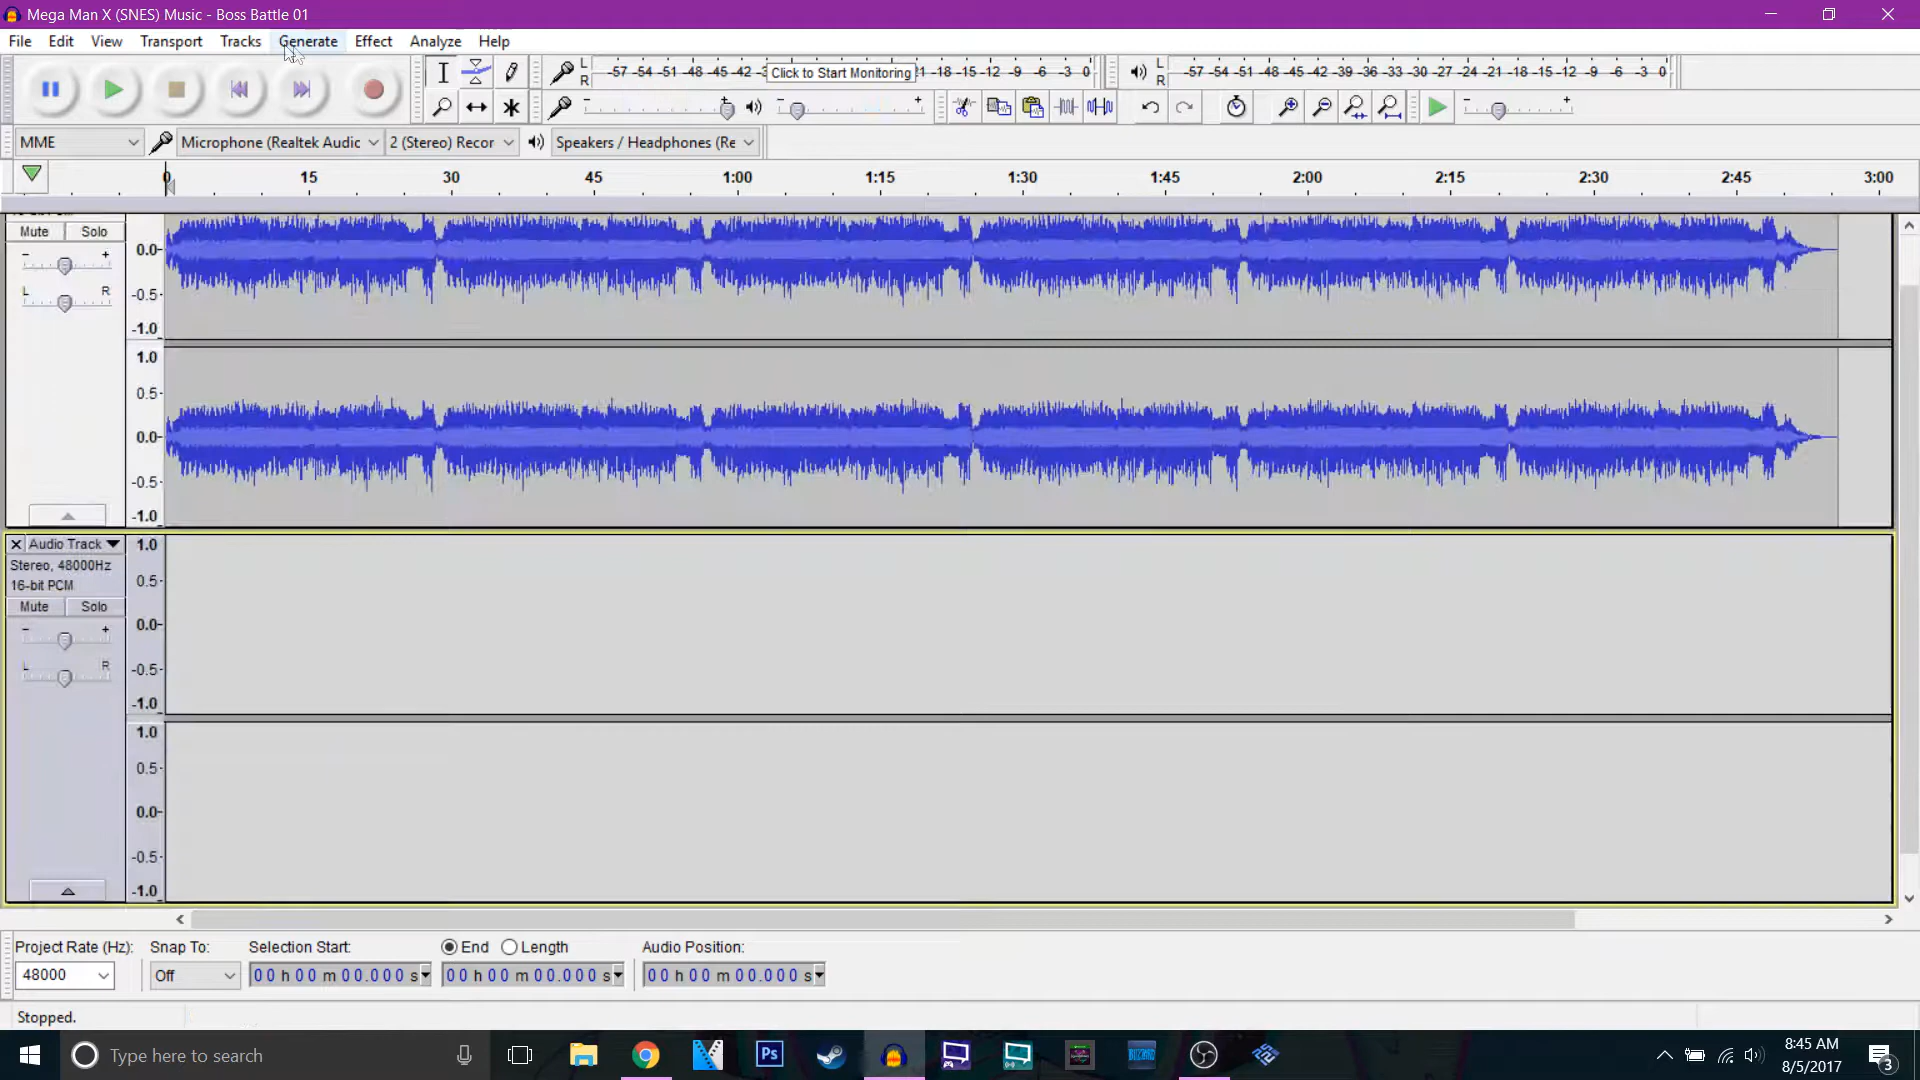 Mega Man X (SNES) Music - Boss Battle 01
File Edit View Transport Tracks Generate Effect Analyze Help
L -57 -54 -51 -48 -45 -42 Click to Start Monitoring -18 -15 -12 -9 -6 -3 0
R
L -57 -54 -51 -48 -45 -42 -39 -36 -33 -30 -27 -24 -21 -18 -15 -12 -9 -6 -3 0
R
- +
- +
- +
MME Microphone (Realtek Audic 2 (Stereo) Recor Speakers / Headphones (Re
0 15 30 45 1:00 1:15 1:30 1:45 2:00 2:15 2:30 2:45 3:00
Mute Solo
- +
L R
0.0-
-0.5-
-1.0
1.0
0.5-
0.0-
-0.5-
-1.0
X Audio Track
Stereo, 48000Hz
16-bit PCM
Mute Solo
- +
L R
1.0
0.5-
0.0-
-0.5-
-1.0
1.0
0.5-
0.0-
-0.5-
-1.0
Project Rate (Hz): Snap To: Selection Start: End Length Audio Position:
48000 Off 00 h 00 m 00.000 s 00 h 00 m 00.000 s 00 h 00 m 00.000 s
Stopped.
Type here to search
Ps
BLIZZARD
8:45 AM
8/5/2017
3